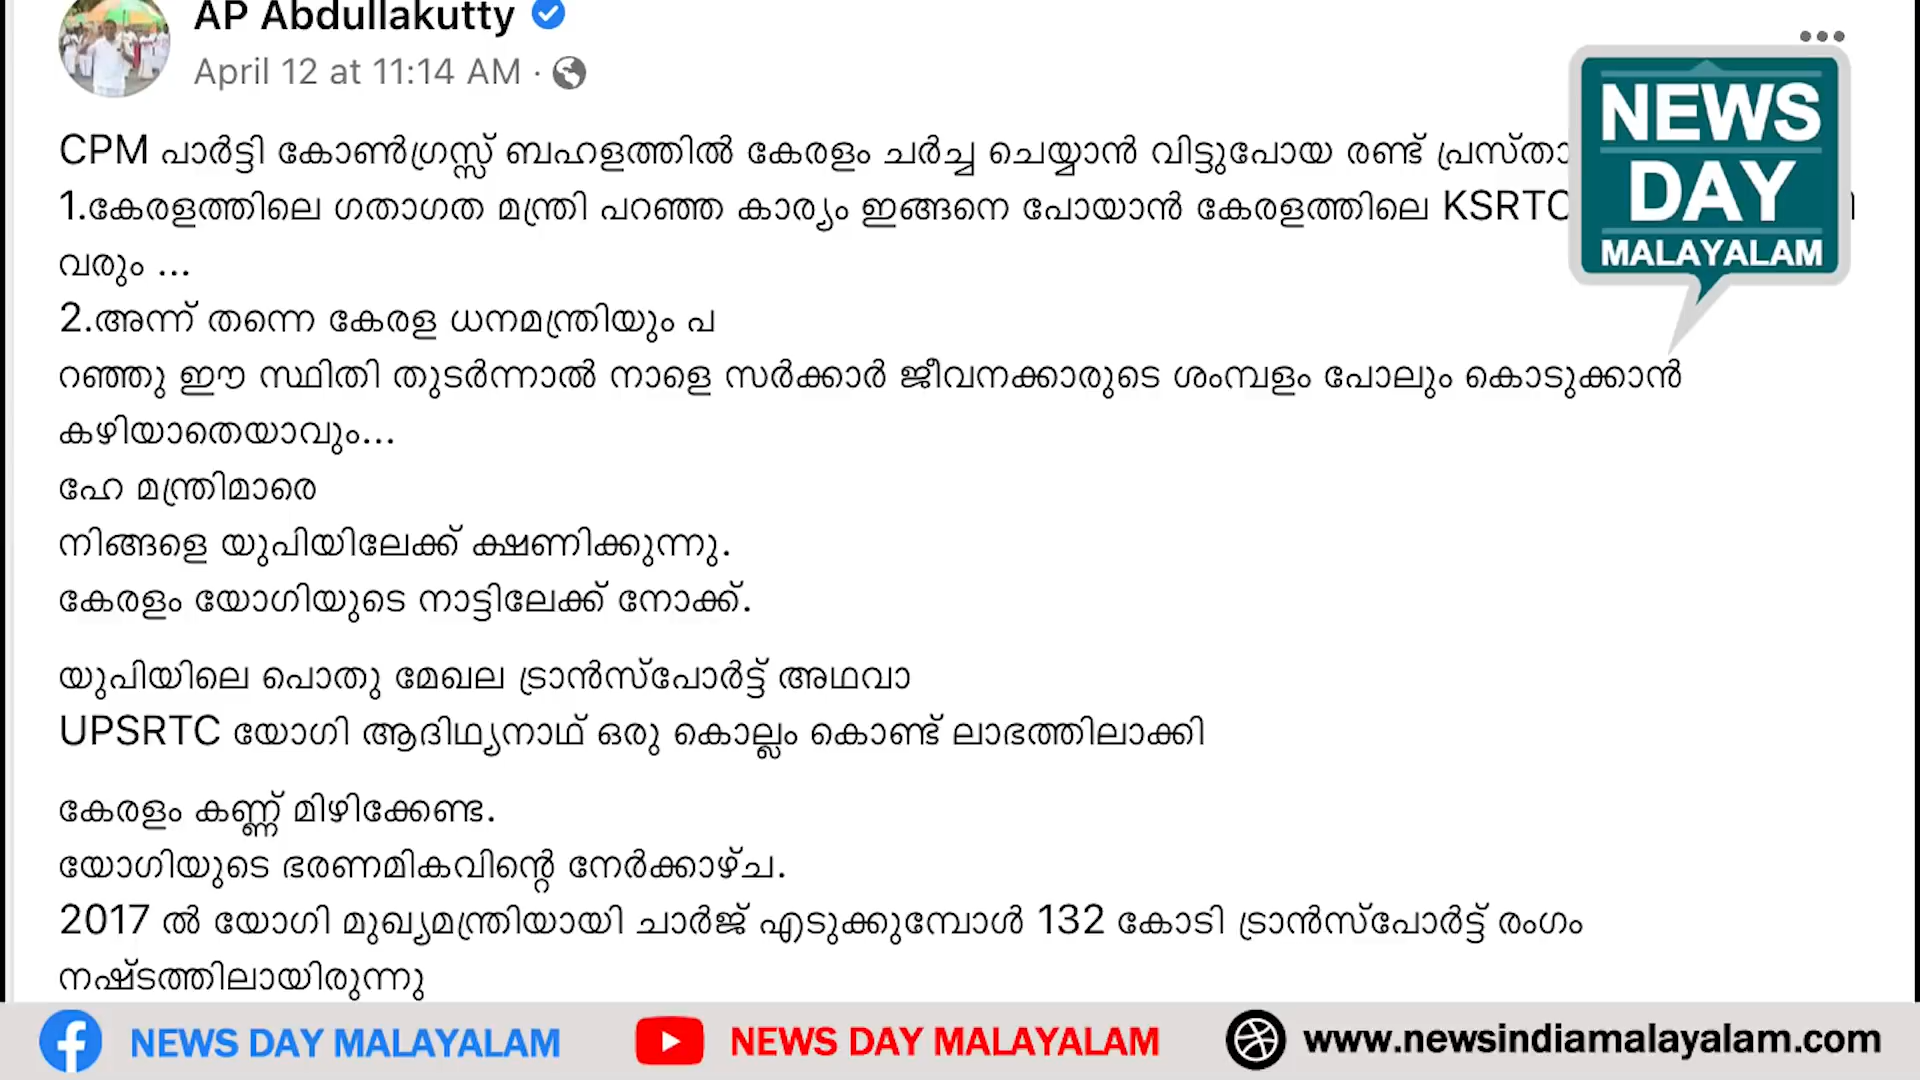 AP Abdullakutty
April 12 at 11:14 AM ·
CPM പാർട്ടി കോൺഗ്രസ്സ് ബഹളത്തിൽ കേരളം ചർച്ച ചെയ്യാൻ വിട്ടുപോയ രണ്ട്
1.കേരളത്തിലെ ഗതാഗത മന്ത്രി പറഞ്ഞ കാര്യം ഇങ്ങനെ പോയാൻ കേരളത്തിലെ KSRTC
വരും ...
2.അന്ന് തന്നെ കേരള ധനമന്ത്രിയും പ
റഞ്ഞു ഈ സ്ഥിതി തുടർന്നാൽ നാളെ സർക്കാർ ജീവനക്കാരുടെ ശംമ്പളം പോലും കൊടുക്കാൻ
കഴിയാതെയാവും...
ഹേ മന്ത്രിമാരെ
നിങ്ങളെ യുപിയിലേക്ക് ക്ഷണിക്കുന്നു.
കേരളം യോഗിയുടെ നാട്ടിലേക്ക് നോക്ക്.
യുപിയിലെ പൊതു മേഖല ട്രാൻസ്പോർട്ട് അഥവാ
UPSRTC യോഗി ആദിഥ്യനാഥ് ഒരു കൊല്ലം കൊണ്ട് ലാഭത്തിലാക്കി
കേരളം കണ്ണ് മിഴിക്കേണ്ട.
യോഗിയുടെ ഭരണമികവിന്റെ നേർക്കാഴ്ച.
2017 ൽ യോഗി മുഖ്യമന്ത്രിയായി ചാർജ് എടുക്കുമ്പോൾ 132 കോടി ട്രാൻസ്പോർട്ട് രംഗം
നഷ്ടത്തിലായിരുന്നു
NEWS
DAY
MALAYALAM
NEWS DAY MALAYALAM
NEWS DAY MALAYALAM
www.newsindiamalayalam.com